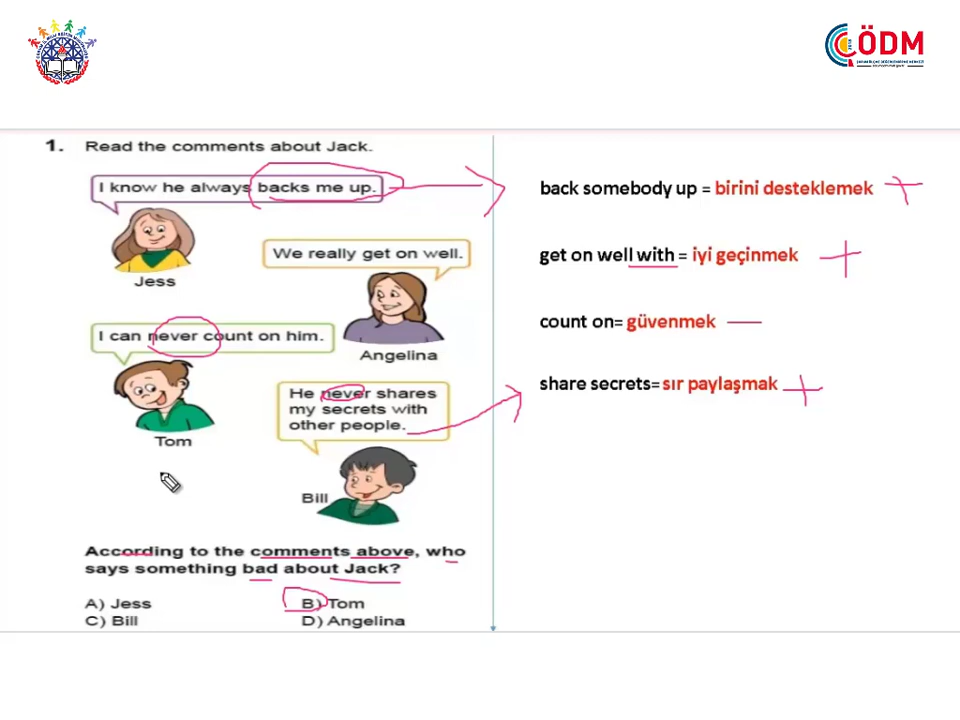 ÖDM
1. Read the comments about Jack.
I know he always backs me up.
Jess
We really get on well.
Angelina
I can never count on him.
Tom
He never shares
my secrets with
other people.
Bill
According to the comments above, who
says something bad about Jack?
A) Jess
B) Tom
C) Bill
D) Angelina
back somebody up = birini desteklemek
get on well with = iyi geçinmek
count on= güvenmek
share secrets= sır paylaşmak